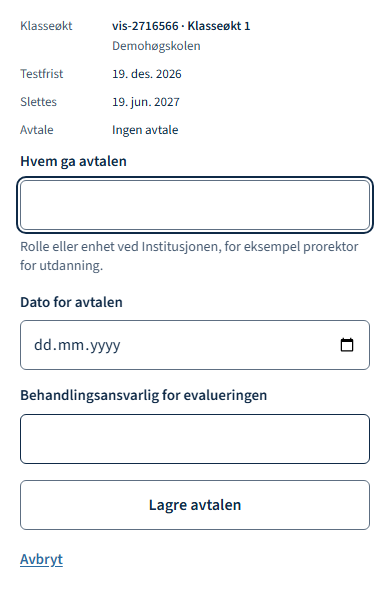 Klasseøkt vis-2716566 · Klasseøkt 1
Demohøgskolen
Testfrist 19. des. 2026
Slettes 19. jun. 2027
Avtale Ingen avtale
Hvem ga avtalen
Rolle eller enhet ved Institusjonen, for eksempel prorektor
for utdanning.
Dato for avtalen
dd.mm.yyyy
Behandlingsansvarlig for evalueringen
Lagre avtalen
Avbryt